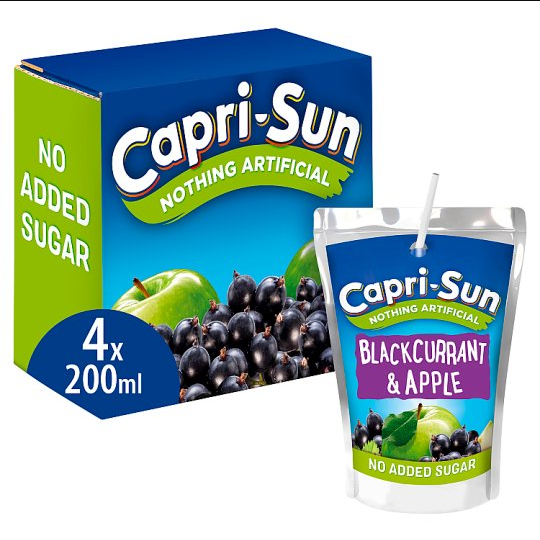 NO
ADDED
SUGAR
Capri-Sun
NOTHING ARTIFICIAL
4x
200ml
Capri-Sun
NOTHING ARTIFICIAL
BLACKCURRANT
& APPLE
NO ADDED SUGAR